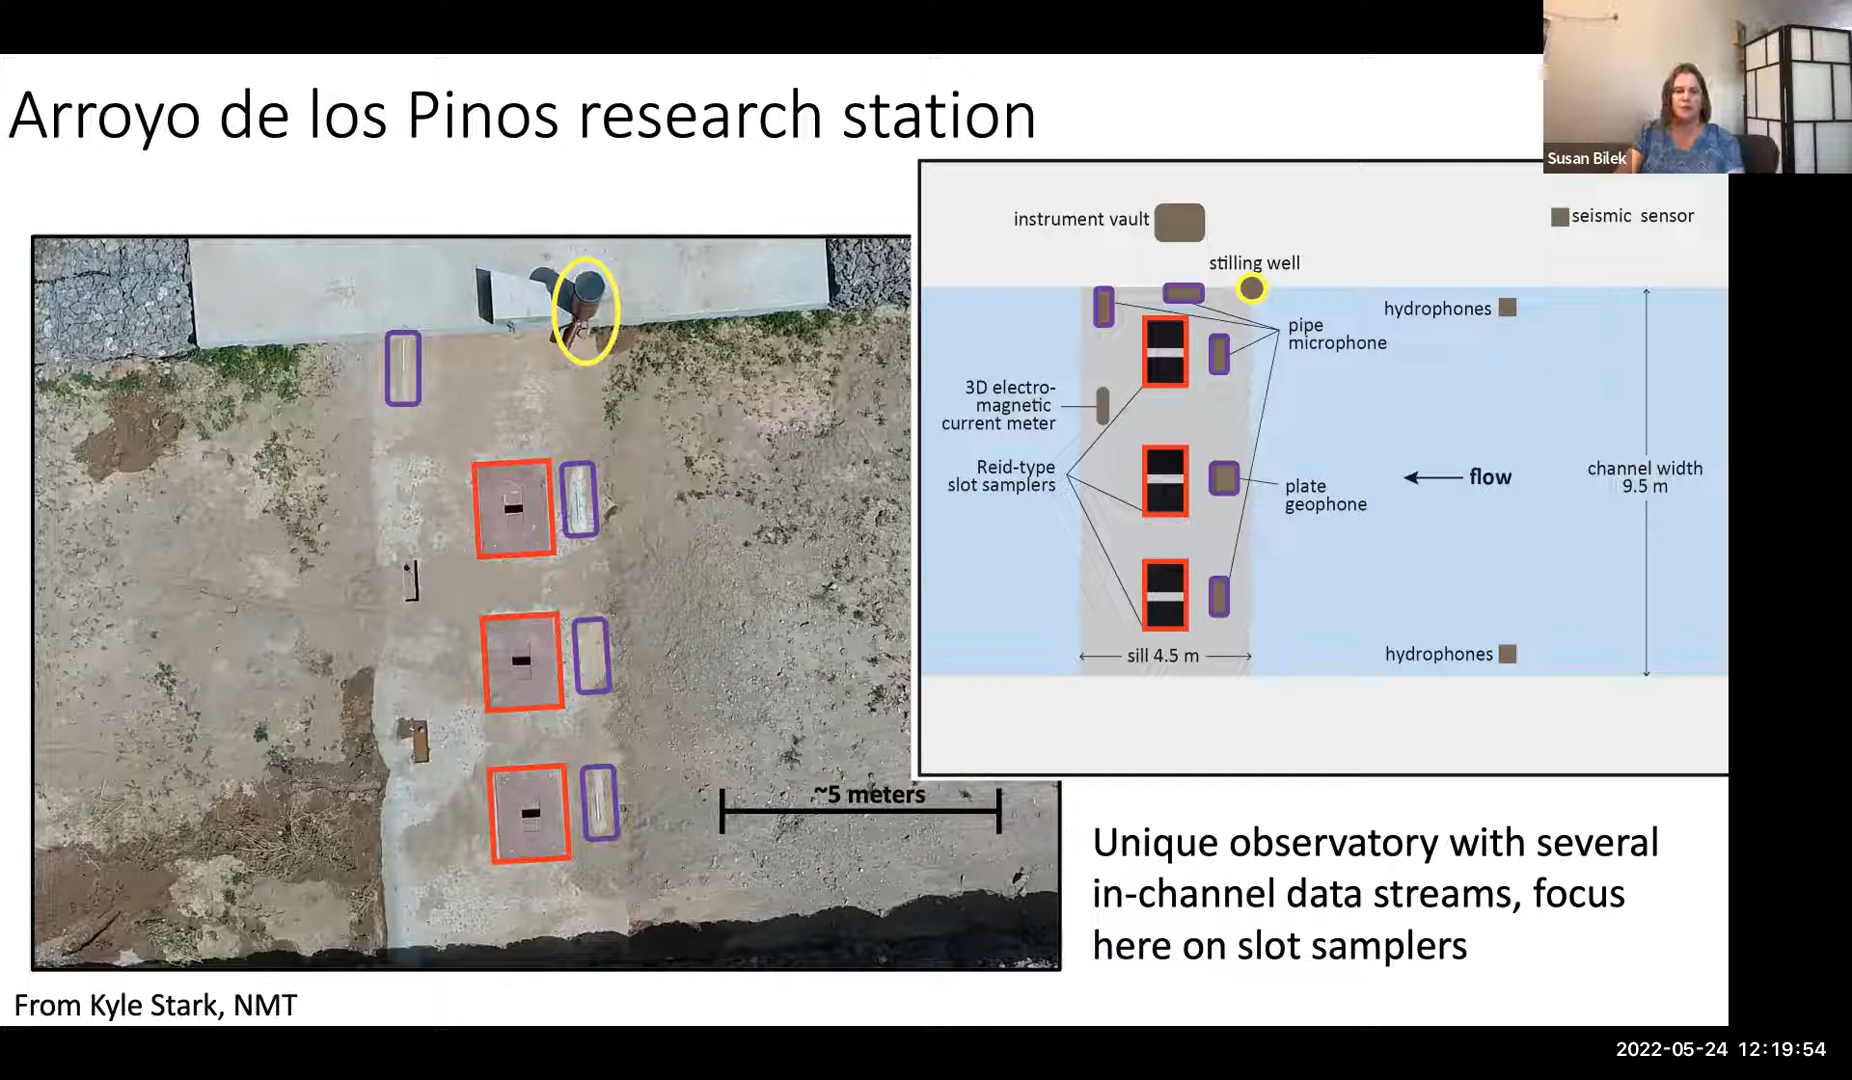 Arroyo de los Pinos research station
Susan Bilek
instrument vault
seismic sensor
stilling well
hydrophones
pipe
microphone
3D electro-
magnetic
current meter
Reid-type
slot samplers
plate
geophone
flow
channel width
9.5 m
sill 4.5 m
hydrophones
~5 meters
Unique observatory with several
in-channel data streams, focus
here on slot samplers
From Kyle Stark, NMT
2022-05-24 12:19:54